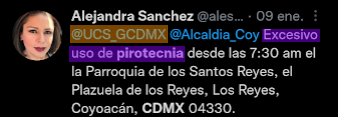 Alejandra Sanchez @ales... · 09 ene.
@UCS_GCDMX @Alcaldia_Coy Excesivo
uso de pirotecnia desde las 7:30 am el
la Parroquia de los Santos Reyes, el
Plazuela de los Reyes, Los Reyes,
Coyoacán, CDMX 04330.